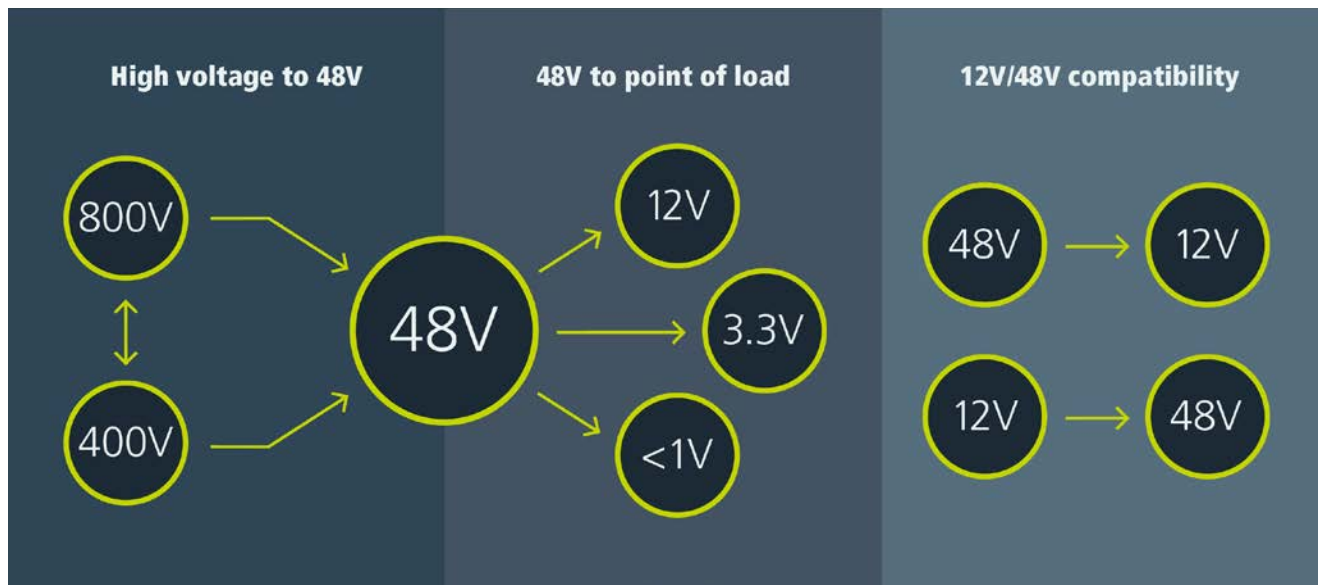 High voltage to 48V
48V to point of load
12V/48V compatibility
800V
400V
48V
12V
3.3V
<1V
48V
12V
12V
48V